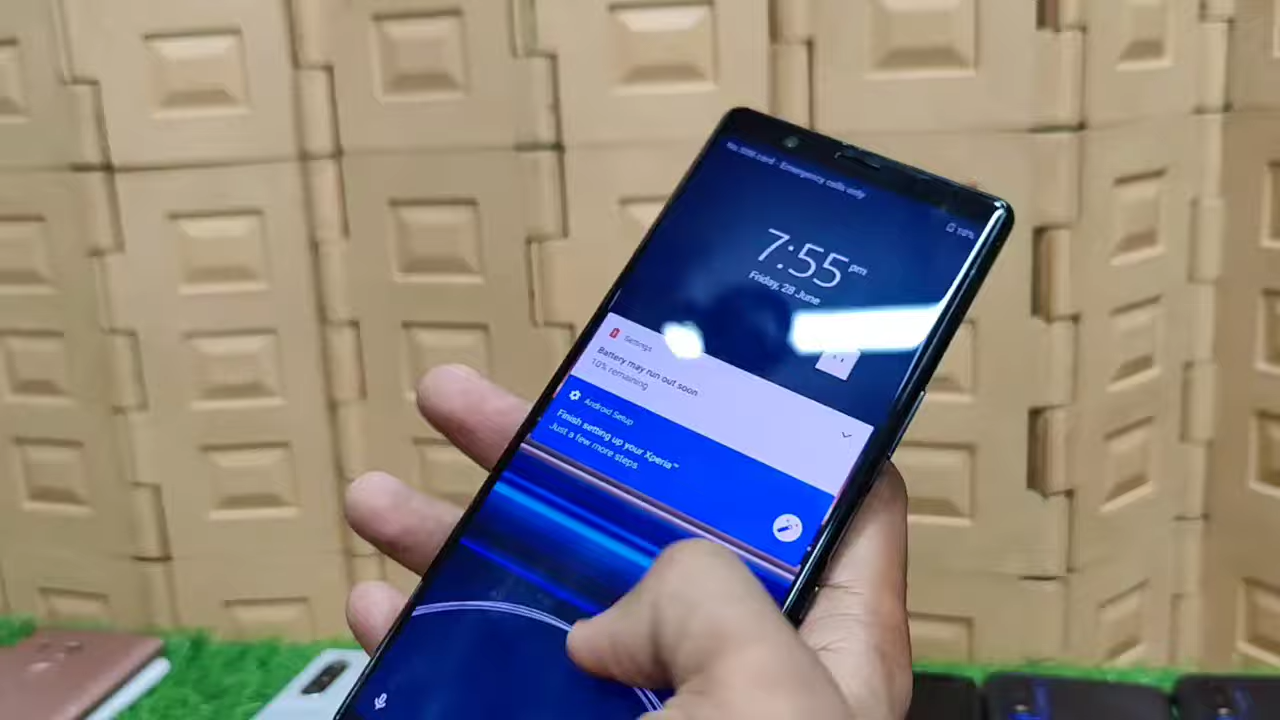 No SIM card - Emergency calls only
10%
7:55 pm
Friday, 28 June
Settings
Battery may run out soon
10% remaining
Android Setup
Finish setting up your Xperia™
Just a few more steps